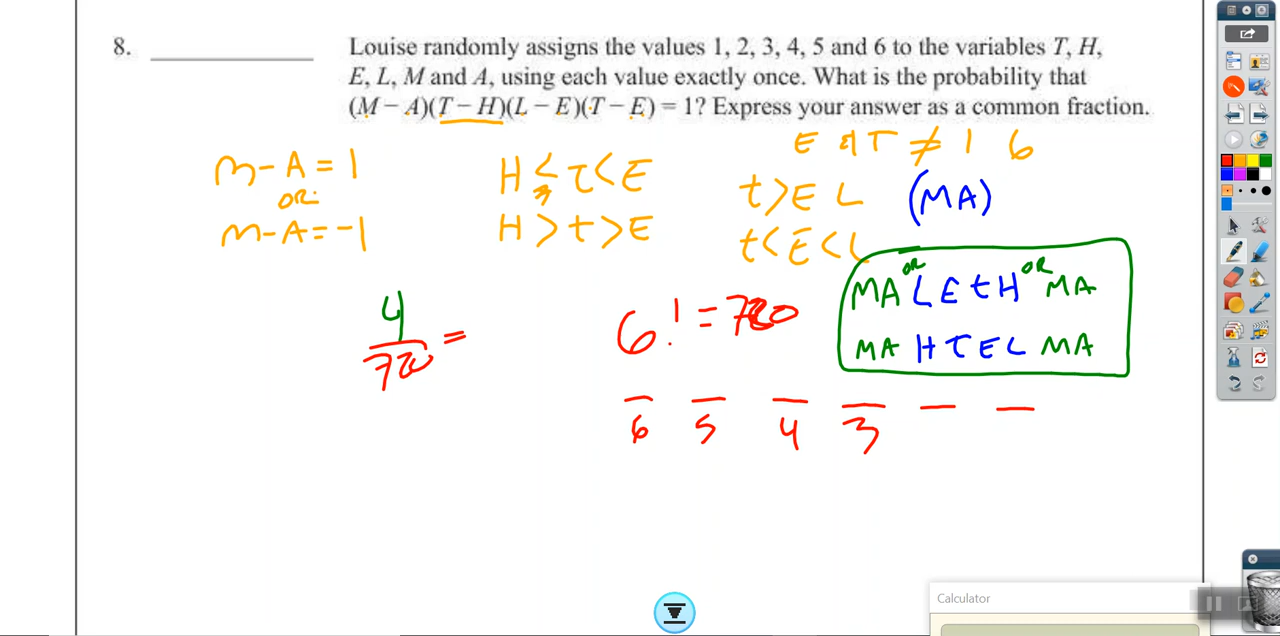 8. Louise randomly assigns the values 1, 2, 3, 4, 5 and 6 to the variables T, H,
E, L, M and A, using each value exactly once. What is the probability that
(M − A)(T − H)(L − E)(T − E) = 1? Express your answer as a common fraction.
E & T ≠ 1 6
m - A = 1
OR
m - A = -1
H < t < E
H > t > E
t > E L (MA)
t < E < L
MA OR L E t H OR MA
MA H T E L MA
4/720 =
6! = 720
6 5 4 3
Calculator